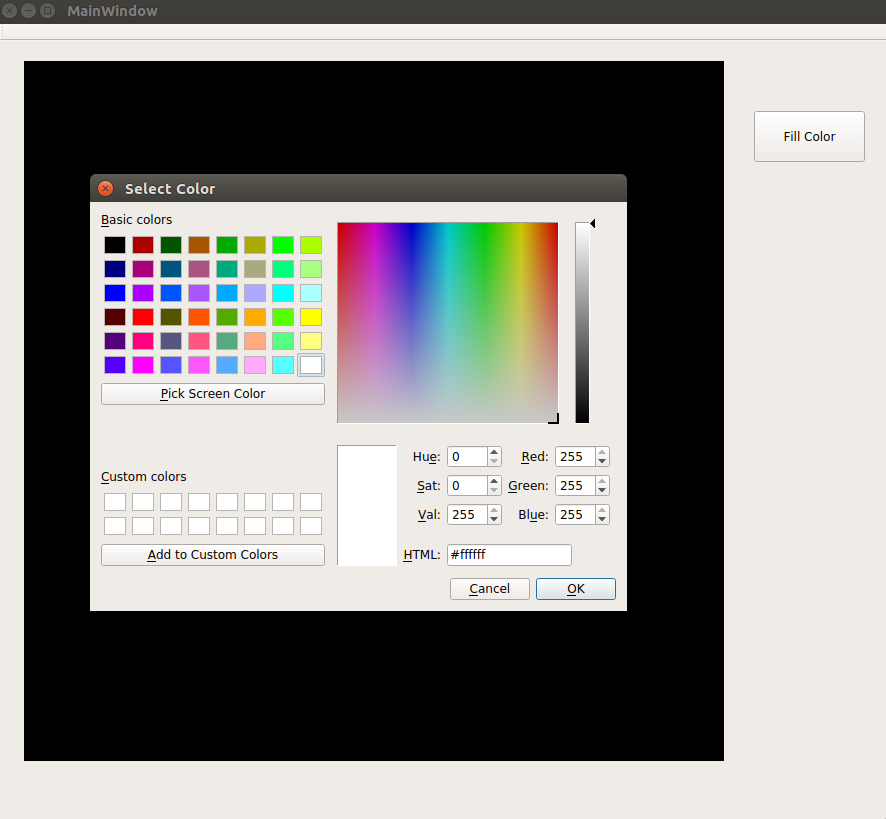 MainWindow
Fill Color
Select Color
Basic colors
Pick Screen Color
Custom colors
Add to Custom Colors
Hue: 0 Red: 255
Sat: 0 Green: 255
Val: 255 Blue: 255
HTML: #ffffff
Cancel OK